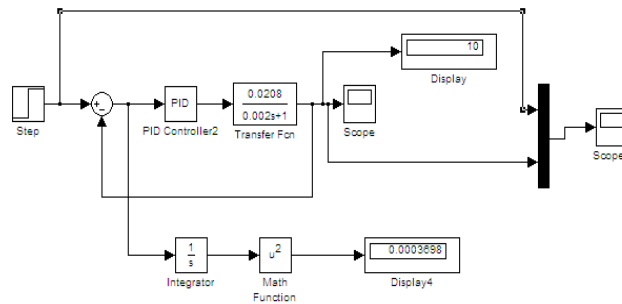 10
Display
+
-
PID
0.0208
0.002s+1
Step
PID Controller2
Transfer Fcn
Scope
Scope
1
s
u2
0.0003698
Integrator
Math
Function
Display4